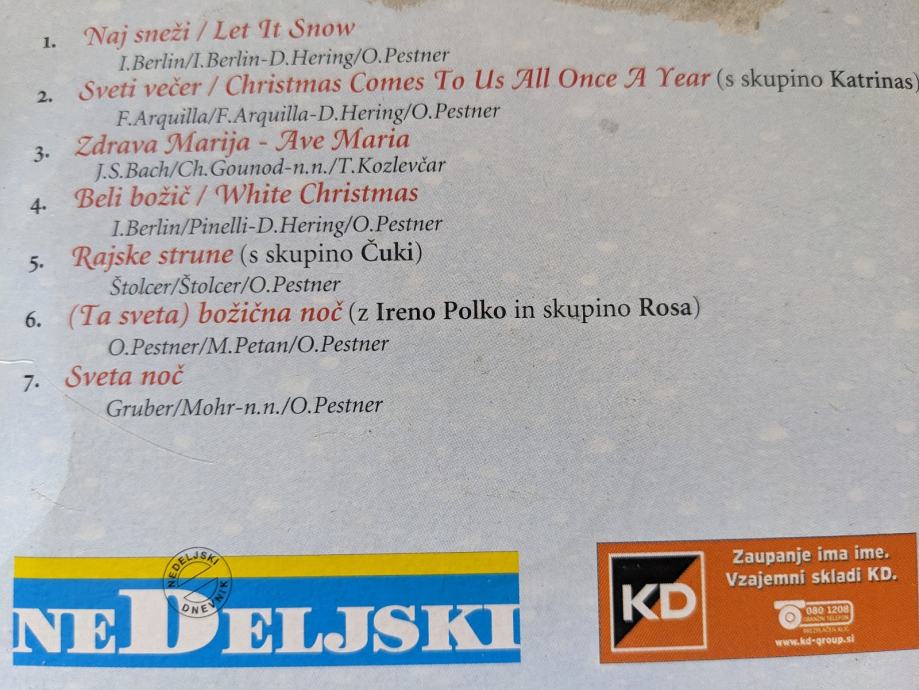 1. Naj sneži / Let It Snow
I.Berlin/I.Berlin-D.Hering/O.Pestner
2. Sveti večer / Christmas Comes To Us All Once A Year (s skupino Katrinas)
F.Arquilla/F.Arquilla-D.Hering/O.Pestner
3. Zdrava Marija - Ave Maria
J.S.Bach/Ch.Gounod-n.n./T.Kozlevčar
4. Beli božič / White Christmas
I.Berlin/Pinelli-D.Hering/O.Pestner
5. Rajske strune (s skupino Čuki)
Štolcer/Štolcer/O.Pestner
6. (Ta sveta) božična noč (z Ireno Polko in skupino Rosa)
O.Pestner/M.Petan/O.Pestner
7. Sveta noč
Gruber/Mohr-n.n./O.Pestner
NEDELJSKI DNEVNIK
NEDELJSKI
KD
Zaupanje ima ime.
Vzajemni skladi KD.
080 1208
BREZPLAČEN KLIC
www.kd-group.si